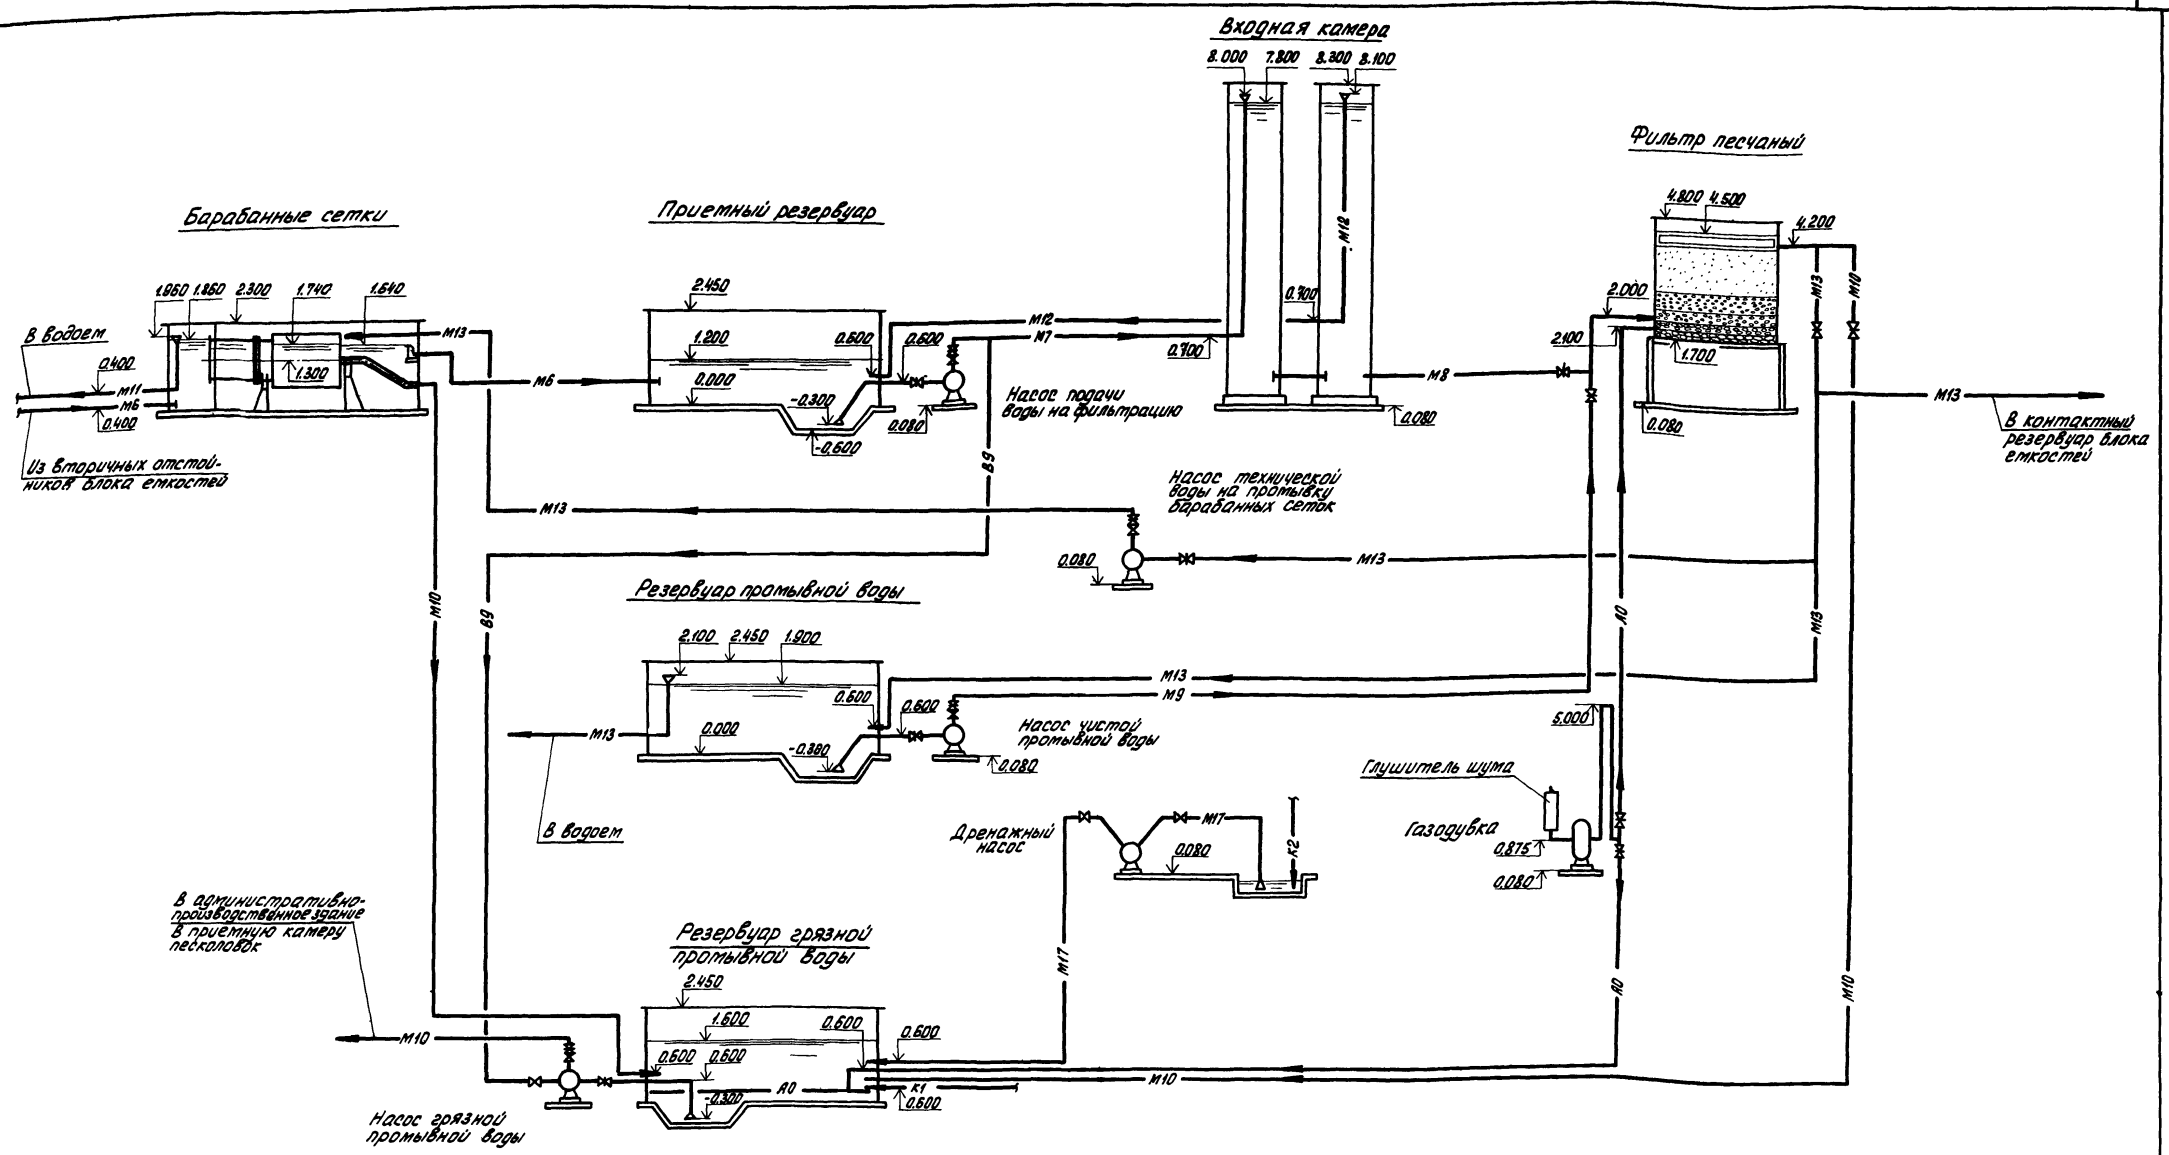 Входная камера
8.000 7.800 8.300 8.100
Фильтр песчаный
4.800 4.500
4.200
2.000
2.100
1.700
0.080
М13
М10
Барабанные сетки
1.960 1.860 2.300 1.740 1.640
1.300
В водоем
0.400
М11
М6
0.400
Из вторичных отстой-
ников блока емкостей
М13
М6
Приемный резервуар
2.450
1.200
0.600
0.000
-0.300
-0.600
0.600
0.080
М12
М7
Насос подачи
воды на фильтрацию
В9
0.700
0.700
М12
0.080
М8
М13
В контактный
резервуар блока
емкостей
Насос технической
воды на промывку
барабанных сеток
М13
0.080
М13
М10
В9
А0
М13
Резервуар промывной воды
2.100 2.450 1.900
0.600
0.000
-0.380
0.600
0.080
М13
М9
Насос чистой
промывной воды
М13
В водоем
5.000
Глушитель шума
Газодувка
0.875
0.080
Дренажный
насос
М17
0.080
К2
М17
А0
М10
В административно-
производственное здание
В приемную камеру
песколовок
М10
Резервуар грязной
промывной воды
2.450
1.600
0.600
0.600
0.600
0.600
-0.300
А0
К1
0.600
М10
Насос грязной
промывной воды